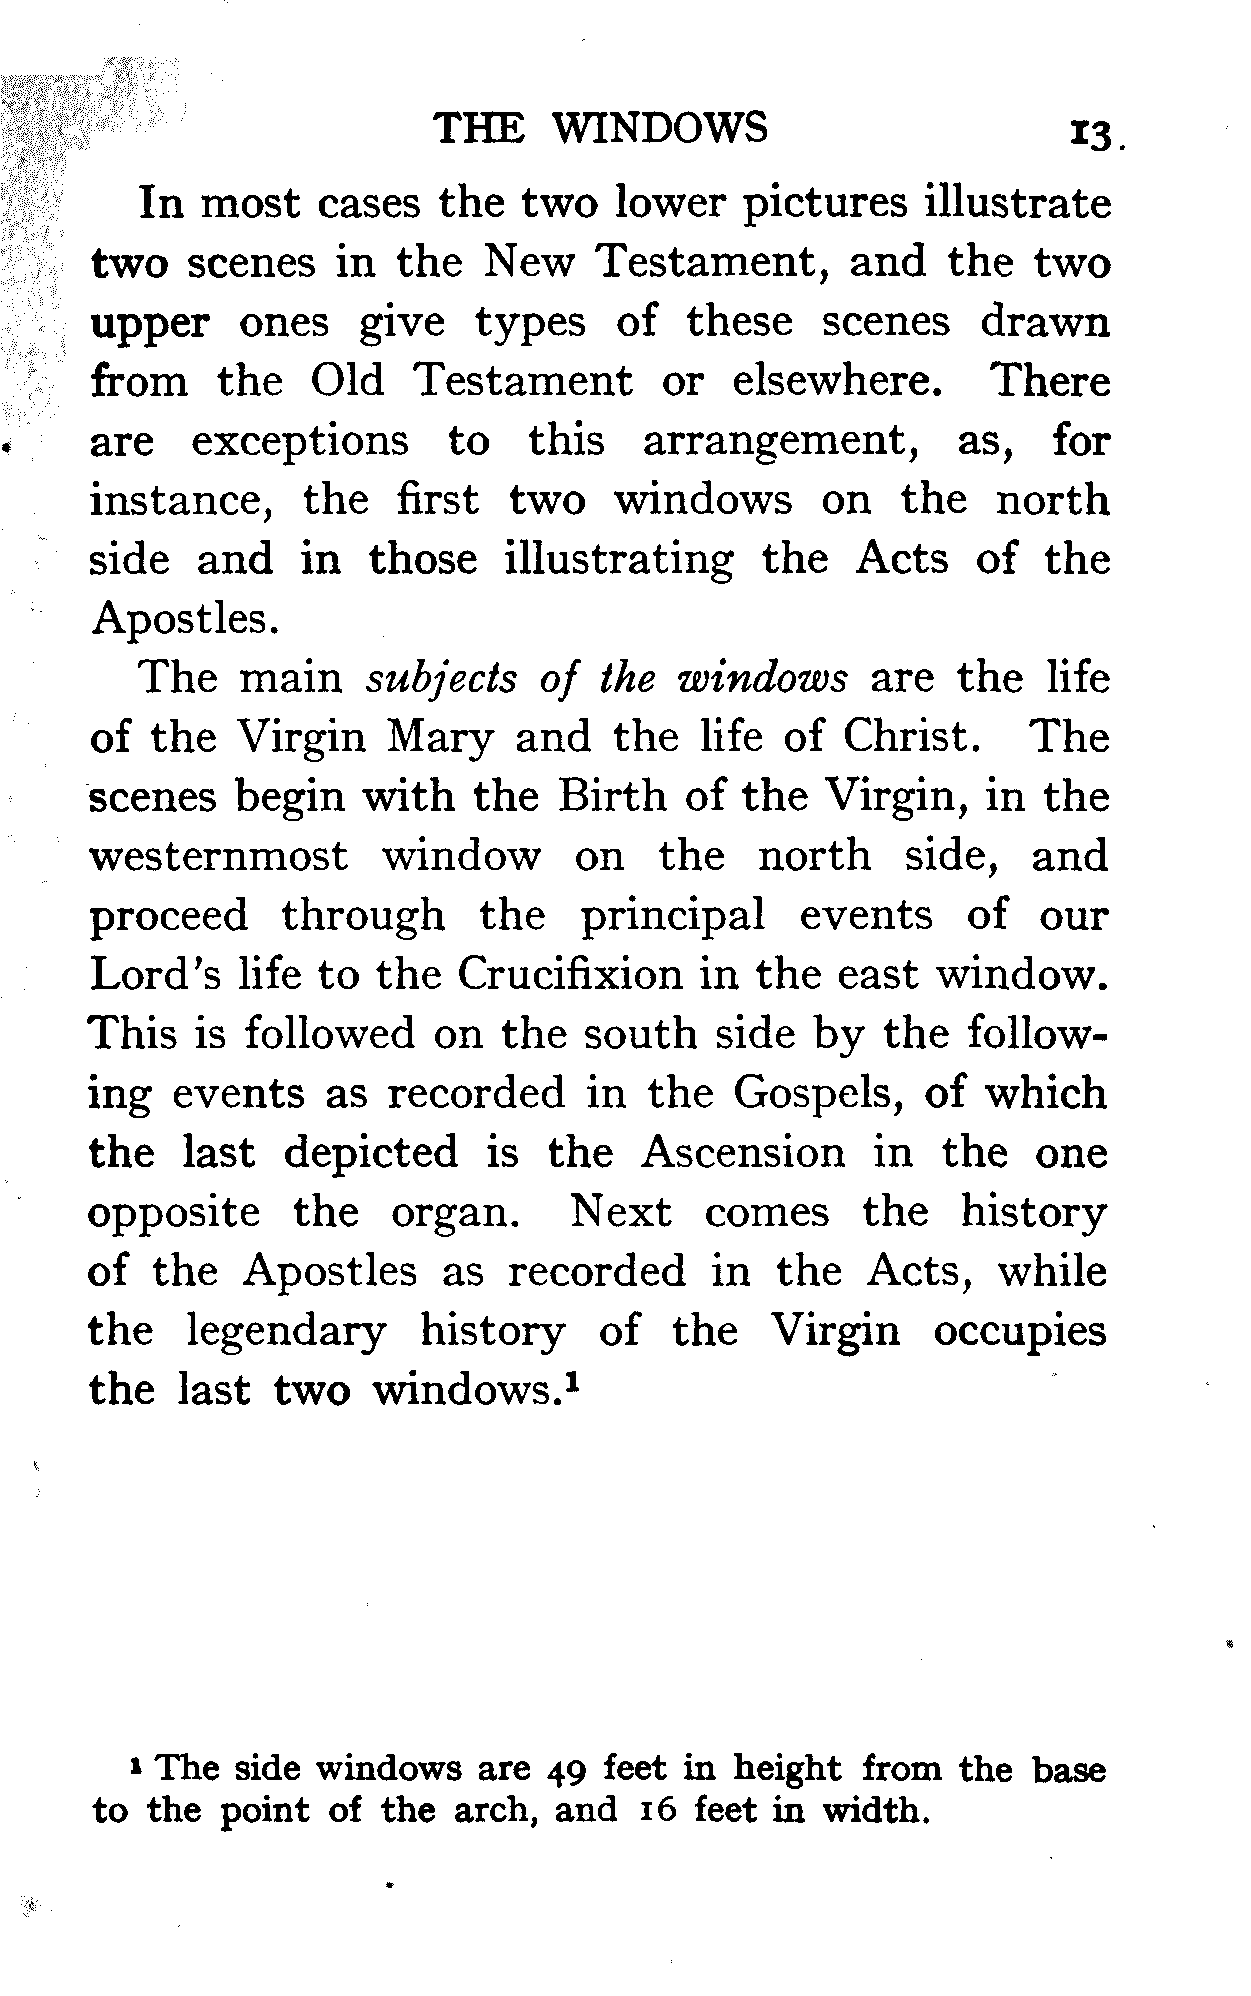 THE WINDOWS 13.
In most cases the two lower pictures illustrate
two scenes in the New Testament, and the two
upper ones give types of these scenes drawn
from the Old Testament or elsewhere. There
are exceptions to this arrangement, as, for
instance, the first two windows on the north
side and in those illustrating the Acts of the
Apostles.
The main subjects of the windows are the life
of the Virgin Mary and the life of Christ. The
scenes begin with the Birth of the Virgin, in the
westernmost window on the north side, and
proceed through the principal events of our
Lord's life to the Crucifixion in the east window.
This is followed on the south side by the follow-
ing events as recorded in the Gospels, of which
the last depicted is the Ascension in the one
opposite the organ. Next comes the history
of the Apostles as recorded in the Acts, while
the legendary history of the Virgin occupies
the last two windows.¹
¹ The side windows are 49 feet in height from the base
to the point of the arch, and 16 feet in width.